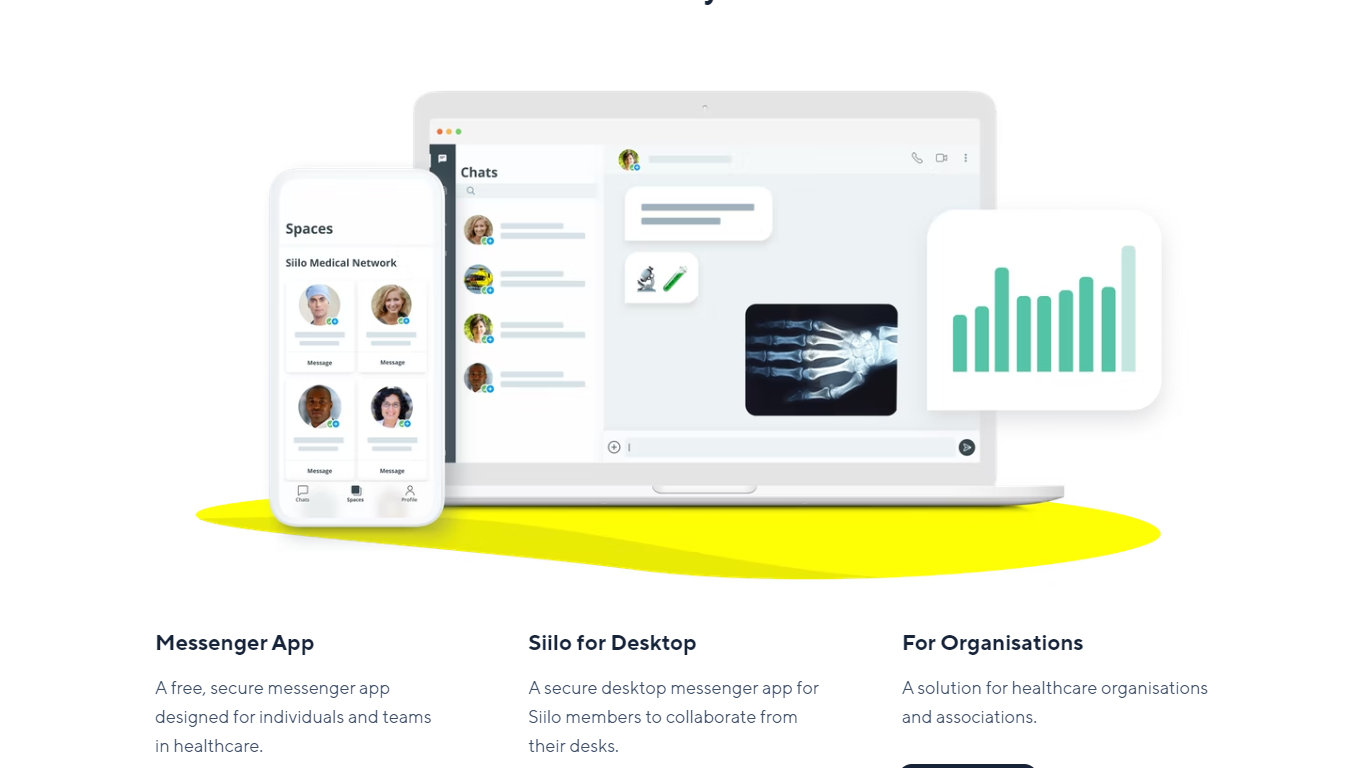 Chats
Spaces
Siilo Medical Network
Message
Message
Message
Message
Chats
Spaces
Profile
Messenger App
A free, secure messenger app
designed for individuals and teams
in healthcare.
Siilo for Desktop
A secure desktop messenger app for
Siilo members to collaborate from
their desks.
For Organisations
A solution for healthcare organisations
and associations.